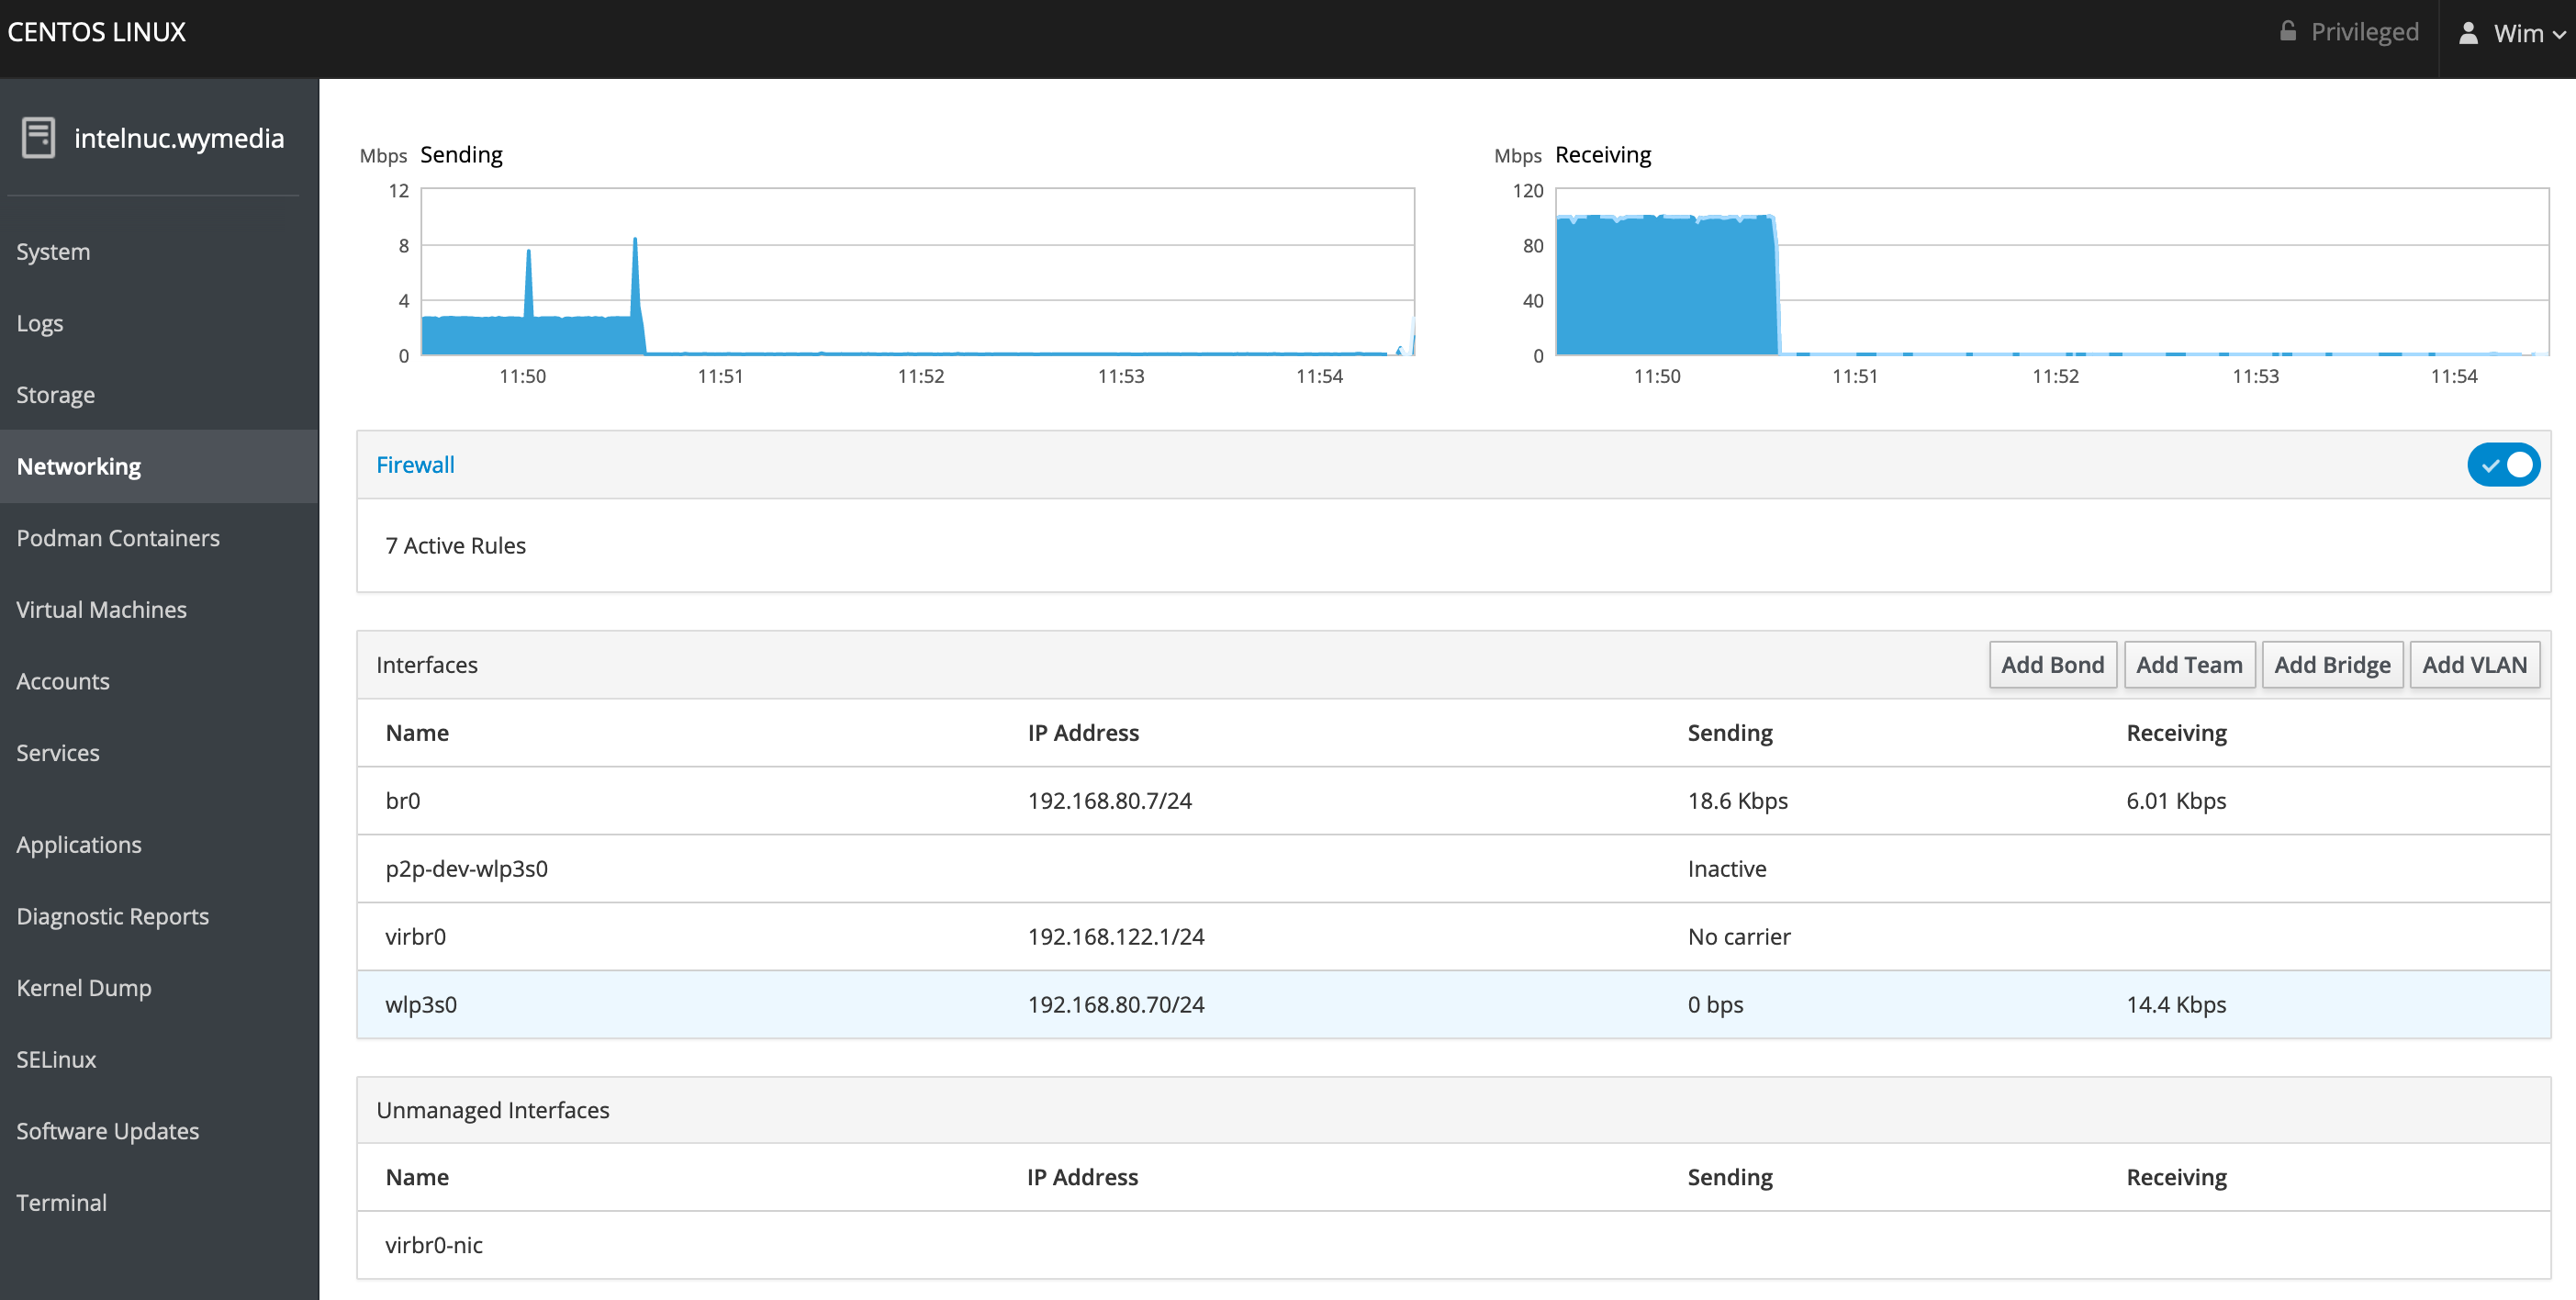 CENTOS LINUX
Privileged
Wim
intelnuc.wymedia
System
Logs
Storage
Networking
Podman Containers
Virtual Machines
Accounts
Services
Applications
Diagnostic Reports
Kernel Dump
SELinux
Software Updates
Terminal
Mbps Sending
12
8
4
0
11:50 11:51 11:52 11:53 11:54
Mbps Receiving
120
80
40
0
11:50 11:51 11:52 11:53 11:54
Firewall
7 Active Rules
Interfaces Add Bond Add Team Add Bridge Add VLAN
Name IP Address Sending Receiving
br0 192.168.80.7/24 18.6 Kbps 6.01 Kbps
p2p-dev-wlp3s0 Inactive
virbr0 192.168.122.1/24 No carrier
wlp3s0 192.168.80.70/24 0 bps 14.4 Kbps
Unmanaged Interfaces
Name IP Address Sending Receiving
virbr0-nic